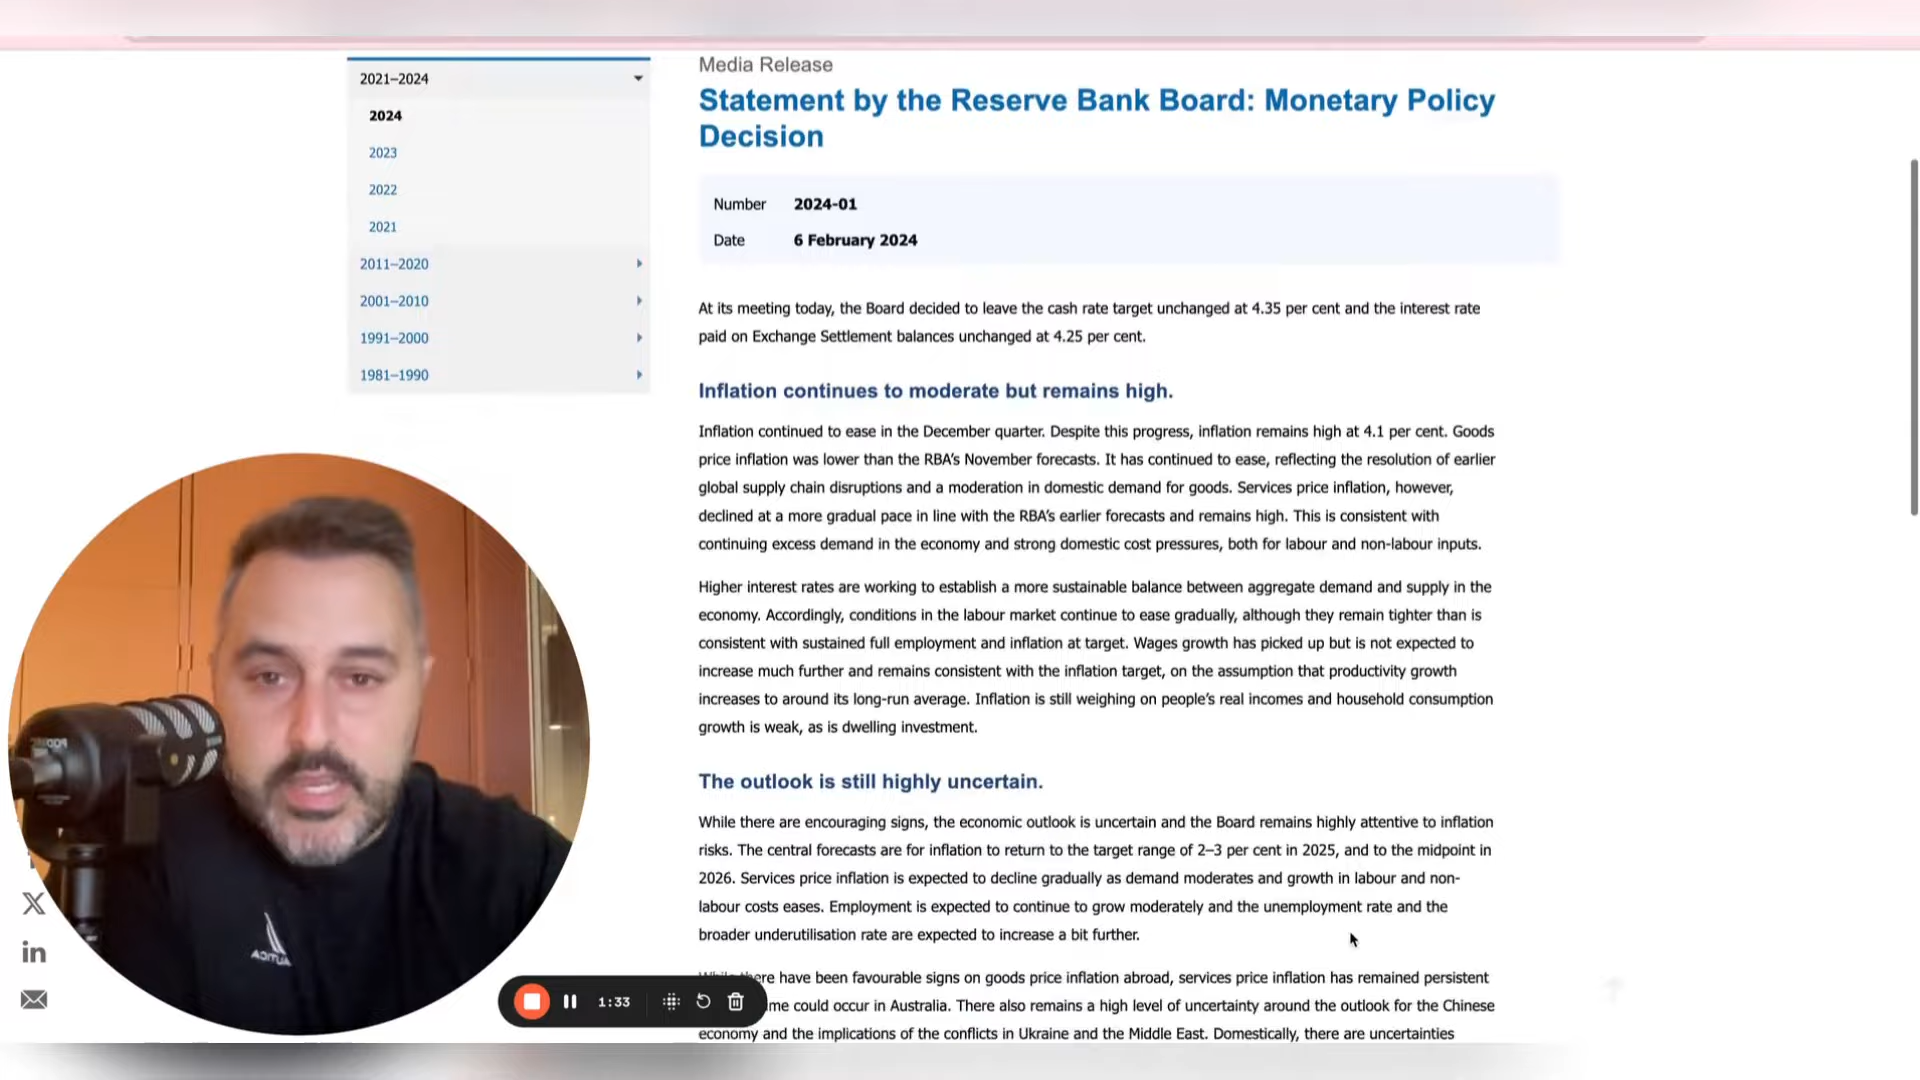 2021–2024
2024
2023
2022
2021
2011–2020
2001–2010
1991–2000
1981–1990
Media Release
Statement by the Reserve Bank Board: Monetary Policy
Decision
Number 2024-01
Date 6 February 2024
At its meeting today, the Board decided to leave the cash rate target unchanged at 4.35 per cent and the interest rate
paid on Exchange Settlement balances unchanged at 4.25 per cent.
Inflation continues to moderate but remains high.
Inflation continued to ease in the December quarter. Despite this progress, inflation remains high at 4.1 per cent. Goods
price inflation was lower than the RBA’s November forecasts. It has continued to ease, reflecting the resolution of earlier
global supply chain disruptions and a moderation in domestic demand for goods. Services price inflation, however,
declined at a more gradual pace in line with the RBA’s earlier forecasts and remains high. This is consistent with
continuing excess demand in the economy and strong domestic cost pressures, both for labour and non-labour inputs.
Higher interest rates are working to establish a more sustainable balance between aggregate demand and supply in the
economy. Accordingly, conditions in the labour market continue to ease gradually, although they remain tighter than is
consistent with sustained full employment and inflation at target. Wages growth has picked up but is not expected to
increase much further and remains consistent with the inflation target, on the assumption that productivity growth
increases to around its long-run average. Inflation is still weighing on people’s real incomes and household consumption
growth is weak, as is dwelling investment.
The outlook is still highly uncertain.
While there are encouraging signs, the economic outlook is uncertain and the Board remains highly attentive to inflation
risks. The central forecasts are for inflation to return to the target range of 2–3 per cent in 2025, and to the midpoint in
2026. Services price inflation is expected to decline gradually as demand moderates and growth in labour and non-
labour costs eases. Employment is expected to continue to grow moderately and the unemployment rate and the
broader underutilisation rate are expected to increase a bit further.
have been favourable signs on goods price inflation abroad, services price inflation has remained persistent
could occur in Australia. There also remains a high level of uncertainty around the outlook for the Chinese
economy and the implications of the conflicts in Ukraine and the Middle East. Domestically, there are uncertainties
X
in
1:33